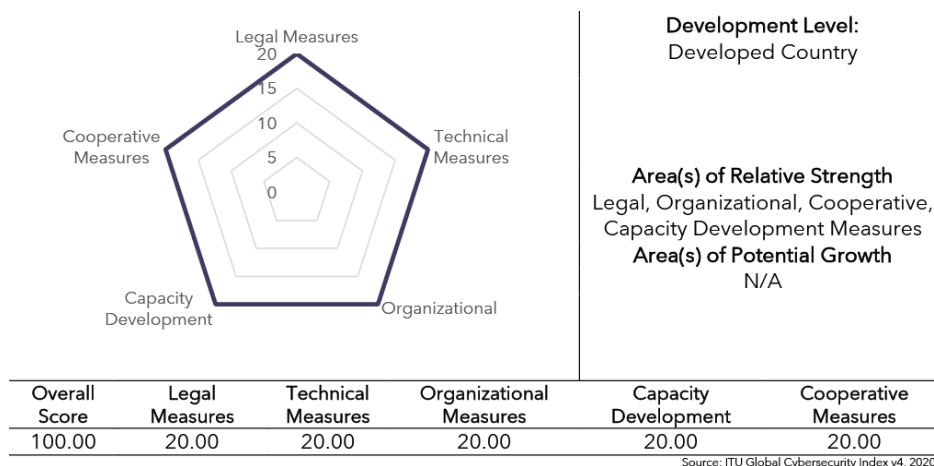 Legal Measures
20
15
10
5
0
Technical
Measures
Organizational
Capacity
Development
Cooperative
Measures
Development Level:
Developed Country
Area(s) of Relative Strength
Legal, Organizational, Cooperative,
Capacity Development Measures
Area(s) of Potential Growth
N/A
Overall Score Legal Measures Technical Measures Organizational Measures Capacity Development Cooperative Measures
100.00 20.00 20.00 20.00 20.00 20.00
Source: ITU Global Cybersecurity Index v4, 2020